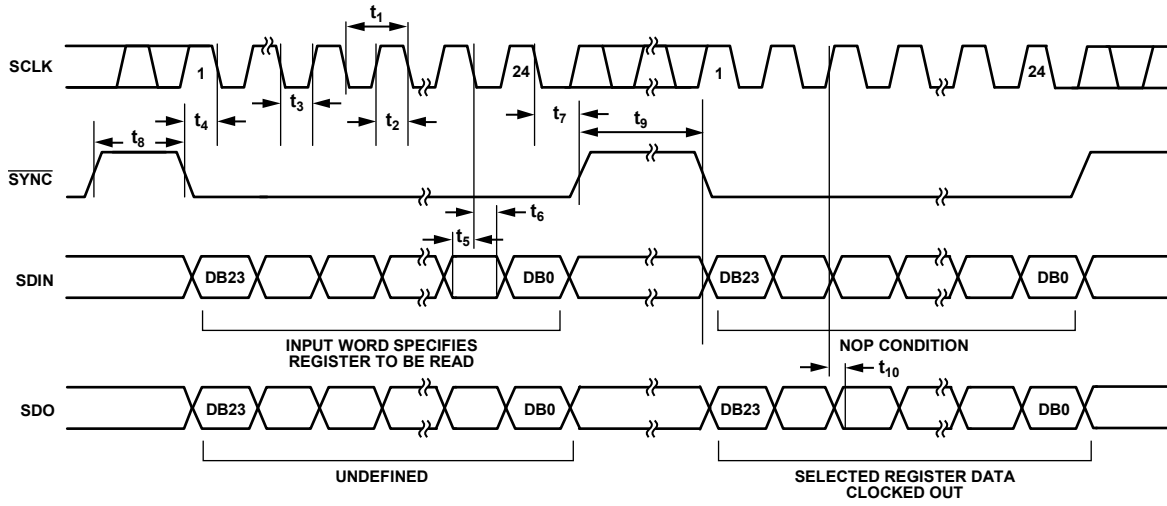 t1
SCLK
1
24
1
24
t3
t2
t4
t7
t9
t8
SYNC
t6
t5
SDIN
DB23
DB0
DB23
DB0
INPUT WORD SPECIFIES
REGISTER TO BE READ
NOP CONDITION
t10
SDO
DB23
DB0
DB23
DB0
UNDEFINED
SELECTED REGISTER DATA
CLOCKED OUT